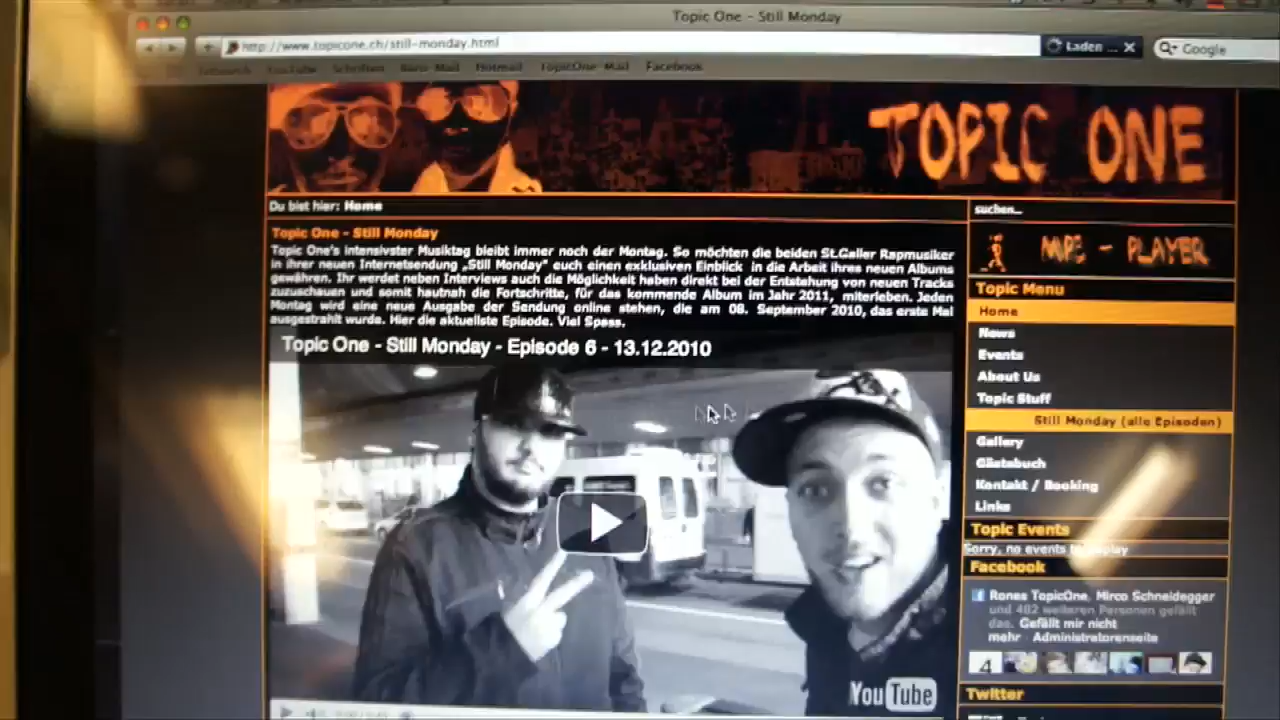 Topic One - Still Monday
http://www.topicone.ch/still-monday.html
Laden ...
Google
YouTube Schriften Büro Mail Hotmail TopicOne Mail Facebook
TOPIC ONE
Du bist hier: Home
suchen...
Topic One - Still Monday
Topic One's intensivster Musiktag bleibt immer noch der Montag. So möchten die beiden St.Galler Rapmusiker
in ihrer neuen Internetsendung „Still Monday" euch einen exklusiven Einblick in die Arbeit ihres neuen Albums
gewähren. Ihr werdet neben Interviews auch die Möglichkeit haben direkt bei der Entstehung von neuen Tracks
zuzuschauen und somit hautnah die Fortschritte, für das kommende Album im Jahr 2011, miterleben. Jeden
Montag wird eine neue Ausgabe der Sendung online stehen, die am 08. September 2010, das erste Mal
ausgestrahlt wurde. Hier die aktuellste Episode. Viel Spass.
Topic One - Still Monday - Episode 6 - 13.12.2010
YouTube
MP3 - PLAYER
Topic Menu
Home
News
Events
About Us
Topic Stuff
Still Monday (alle Episoden)
Gallery
Gästebuch
Kontakt / Booking
Links
Topic Events
Sorry, no events to display
Facebook
Rones TopicOne, Mirco Schneidegger
und 482 weiteren Personen gefällt
das. Gefällt mir nicht
mehr · Administratorenseite
Twitter